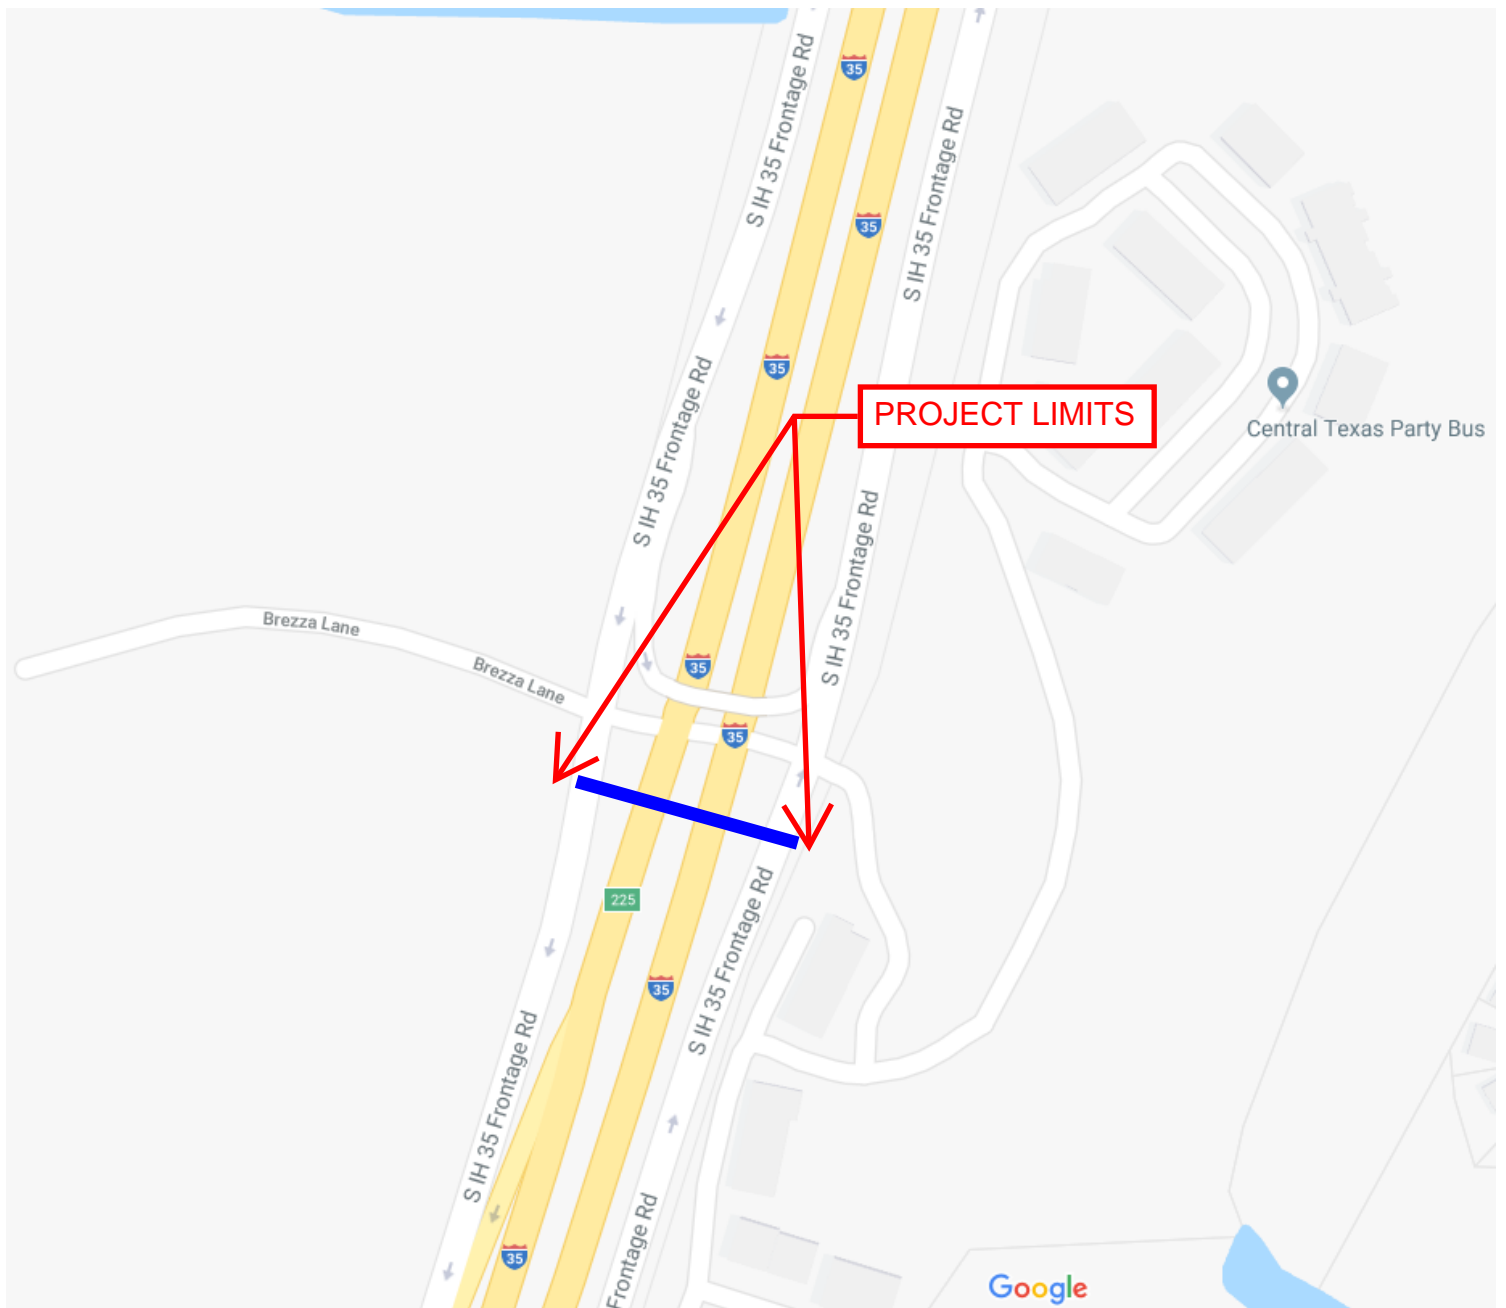 S IH 35 Frontage Rd
35
S IH 35 Frontage Rd
35
35
S IH 35 Frontage Rd
PROJECT LIMITS
Central Texas Party Bus
S IH 35 Frontage Rd
Brezza Lane
Brezza Lane
35
35
225
S IH 35 Frontage Rd
35
S IH 35 Frontage Rd
Frontage Rd
35
Google